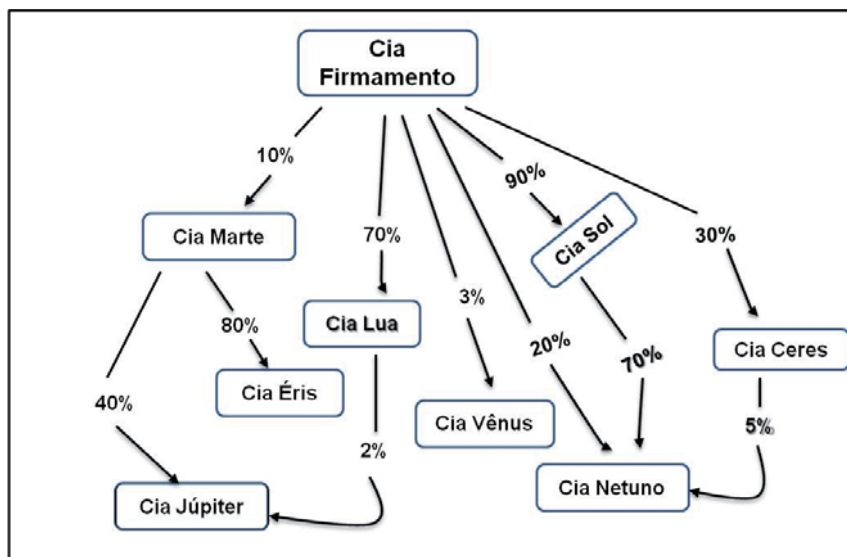 Cia
Firmamento
10%
90%
Cia Marte
70%
Cia Sol
30%
3%
80%
Cia Lua
20%
70%
Cia Ceres
Cia Éris
40%
Cia Vênus
5%
2%
Cia Júpiter
Cia Netuno